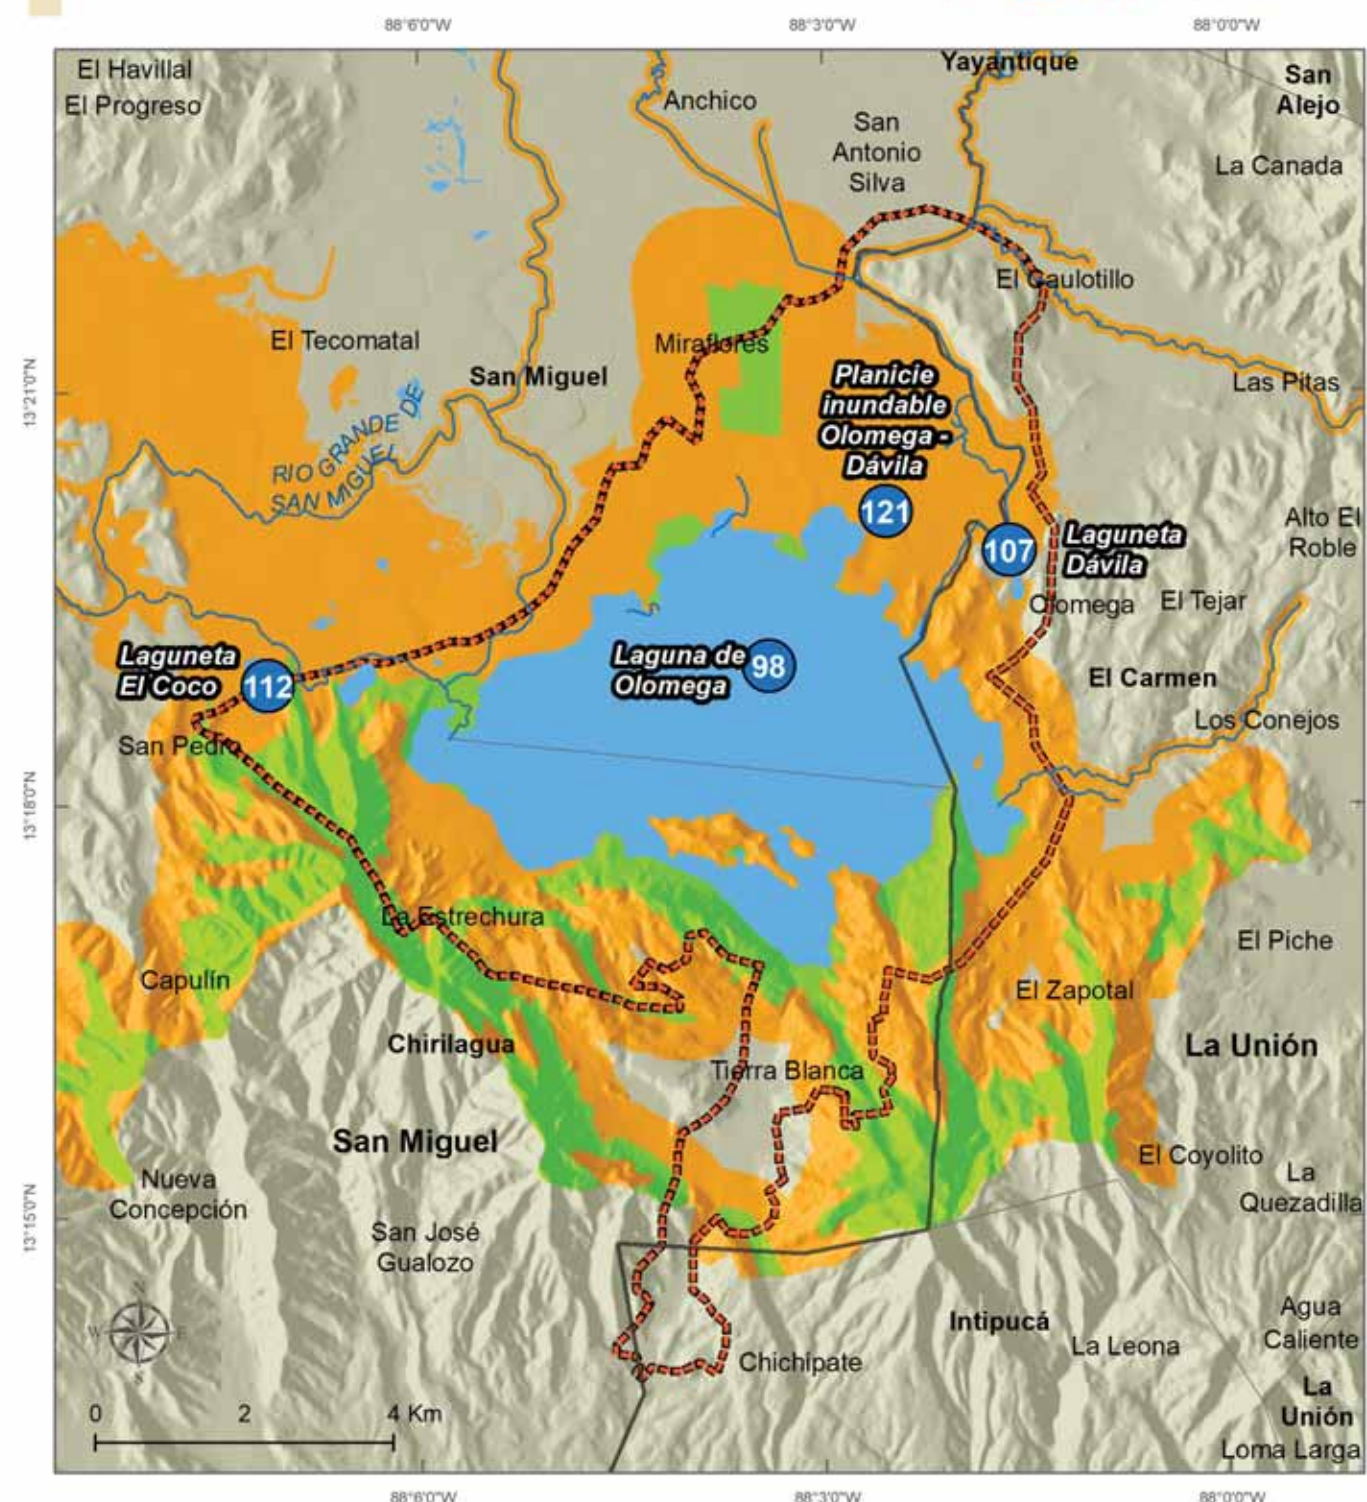 88°6'0"W
88°3'0"W
88°0'0"W
El Havillal
El Progreso
Anchico
Yayantique
San
Alejo
San
Antonio
Silva
La Canada
El Caulotillo
El Tecomatal
Miraflores
San Miguel
Las Pitas
13°21'0"N
Planicie
inundable
Olomega -
Dávila
RIO GRANDE DE
SAN MIGUEL
121
107
Laguneta
Dávila
Alto El
Roble
Olomega
El Tejar
Laguneta
El Coco
112
Laguna de
Olomega
98
El Carmen
Los Conejos
San Pedro
13°18'0"N
La Estrechura
Capulín
El Piche
El Zapotal
Chirilagua
La Unión
Tierra Blanca
San Miguel
El Coyolito
La
Quezadilla
Nueva
Concepción
13°15'0"N
San José
Gualozo
N
W
E
S
Intipucá
La Leona
Agua
Caliente
Chichipate
La
Unión
Loma Larga
0 2 4 Km
88°6'0"W
88°3'0"W
88°0'0"W